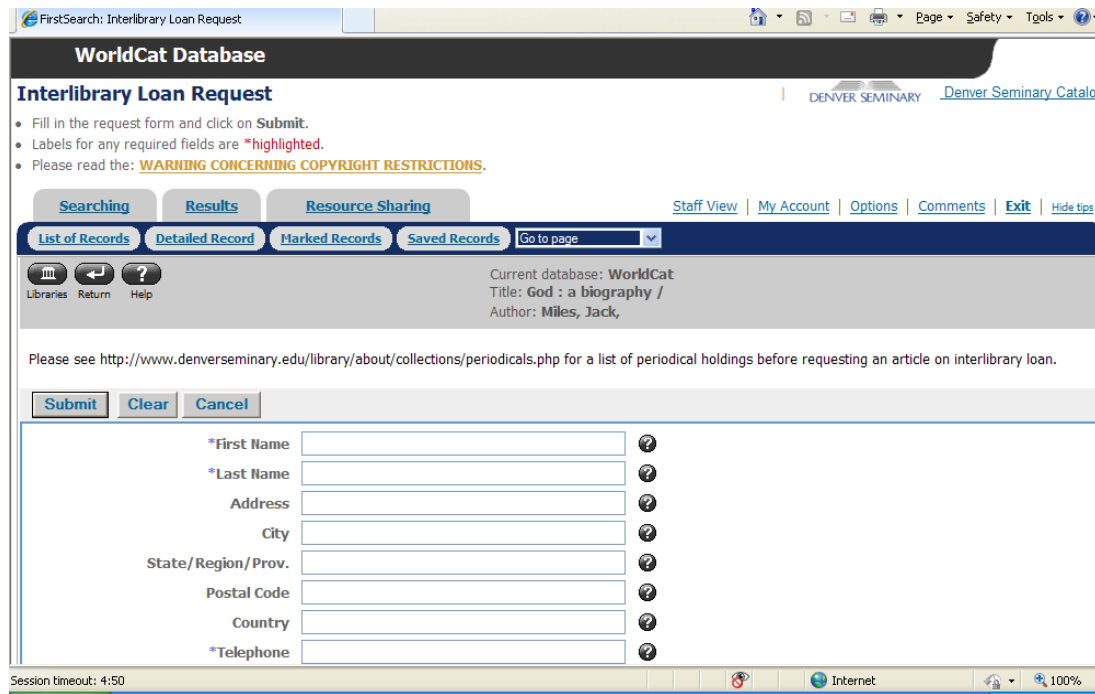 FirstSearch: Interlibrary Loan Request
Page Safety Tools
WorldCat Database
Interlibrary Loan Request
DENVER SEMINARY Denver Seminary Catalo
• Fill in the request form and click on Submit.
• Labels for any required fields are *highlighted.
• Please read the: WARNING CONCERNING COPYRIGHT RESTRICTIONS.
Searching Results Resource Sharing
Staff View | My Account | Options | Comments | Exit | Hide tips
List of Records Detailed Record Marked Records Saved Records Go to page
Libraries Return Help
Current database: WorldCat
Title: God : a biography /
Author: Miles, Jack,
Please see http://www.denverseminary.edu/library/about/collections/periodicals.php for a list of periodical holdings before requesting an article on interlibrary loan.
Submit Clear Cancel
*First Name
*Last Name
Address
City
State/Region/Prov.
Postal Code
Country
*Telephone
Session timeout: 4:50
Internet
100%